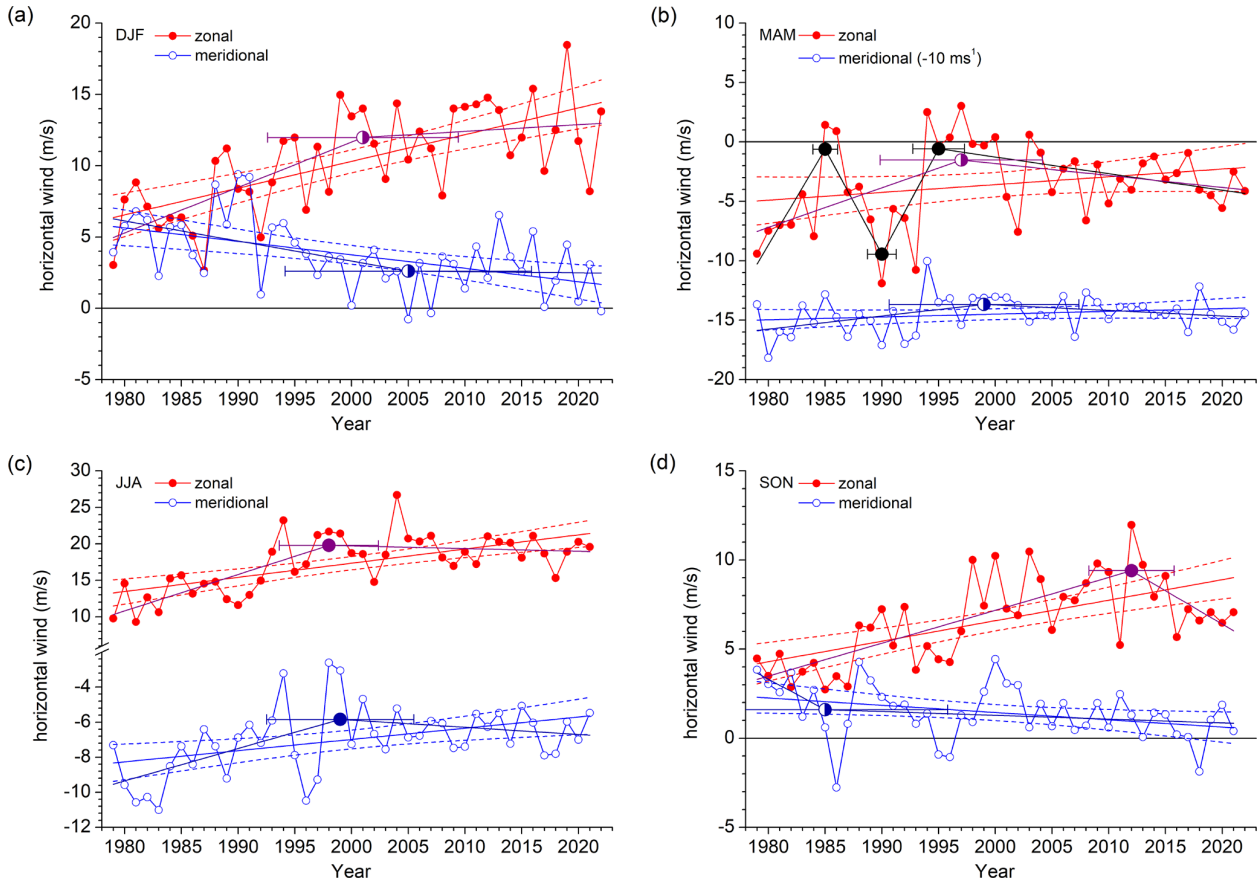 (a)
DJF
zonal
meridional
20
15
10
5
0
-5
horizontal wind (m/s)
1980 1985 1990 1995 2000 2005 2010 2015 2020
Year
(b)
MAM
zonal
meridional (-10 ms¹)
10
5
0
-5
-10
-15
-20
horizontal wind (m/s)
1980 1985 1990 1995 2000 2005 2010 2015 2020
Year
(c)
JJA
zonal
meridional
30
25
20
15
10
-4
-6
-8
-10
-12
horizontal wind (m/s)
1980 1985 1990 1995 2000 2005 2010 2015 2020
Year
(d)
SON
zonal
meridional
15
10
5
0
-5
horizontal wind (m/s)
1980 1985 1990 1995 2000 2005 2010 2015 2020
Year